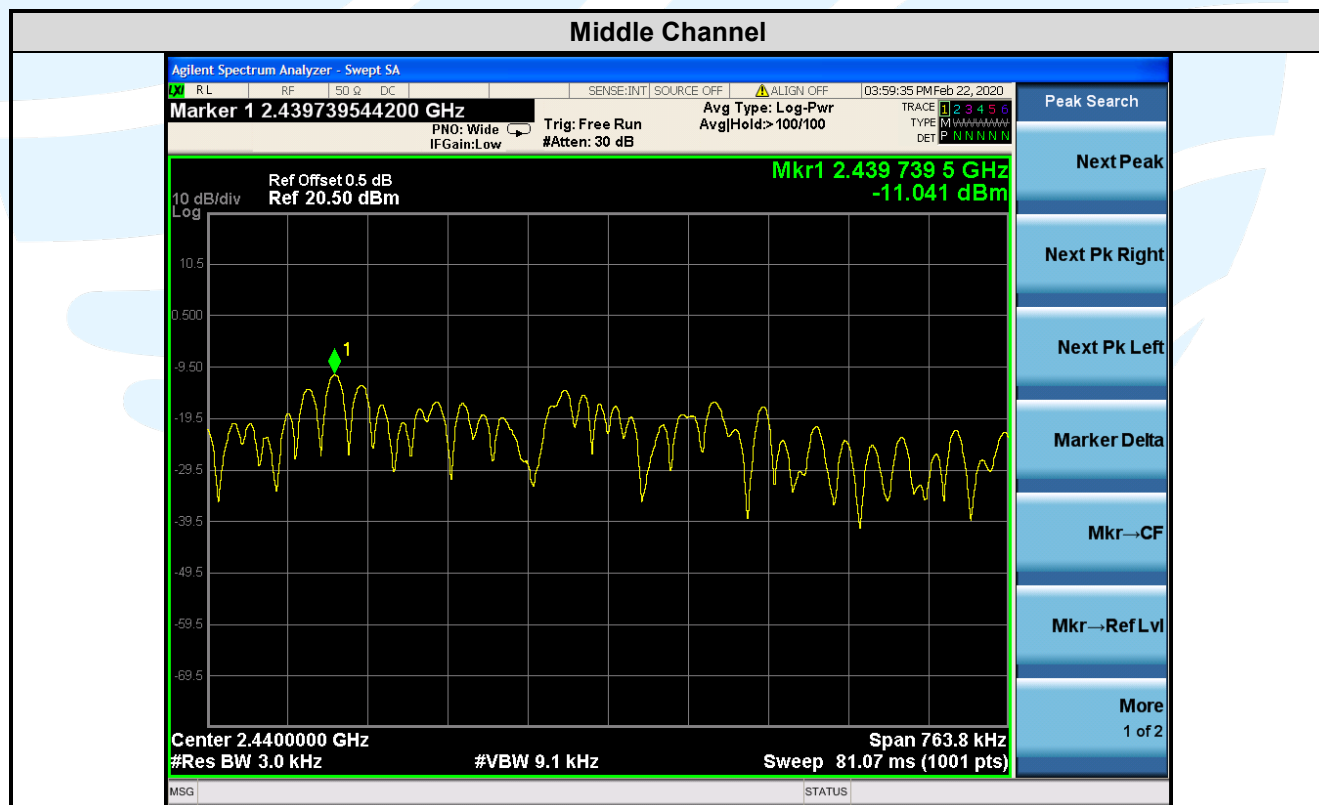 Middle Channel
Agilent Spectrum Analyzer - Swept SA
LXI RL RF 50 Ω DC SENSE:INT SOURCE OFF ALIGN OFF 03:59:35 PM Feb 22, 2020
Marker 1 2.439739544200 GHz
PNO: Wide
IFGain:Low
Trig: Free Run
#Atten: 30 dB
Avg Type: Log-Pwr
Avg|Hold:>100/100
TRACE 1 2 3 4 5 6
TYPE M
DET P N N N N N
Mkr1 2.439 739 5 GHz
-11.041 dBm
Ref Offset 0.5 dB
10 dB/div Ref 20.50 dBm
Log
10.5
0.500
-9.50
-19.5
-29.5
-39.5
-49.5
-59.5
-69.5
1
Center 2.4400000 GHz Span 763.8 kHz
#Res BW 3.0 kHz #VBW 9.1 kHz Sweep 81.07 ms (1001 pts)
MSG STATUS
Peak Search
Next Peak
Next Pk Right
Next Pk Left
Marker Delta
Mkr→CF
Mkr→Ref Lvl
More
1 of 2